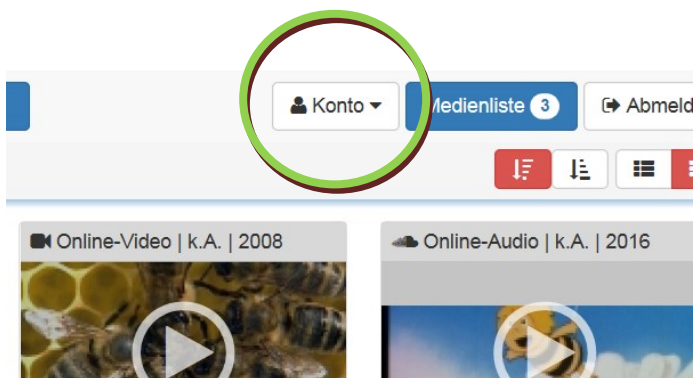 Konto
Medienliste 3
Abmeld
Online-Video | k.A. | 2008
Online-Audio | k.A. | 2016